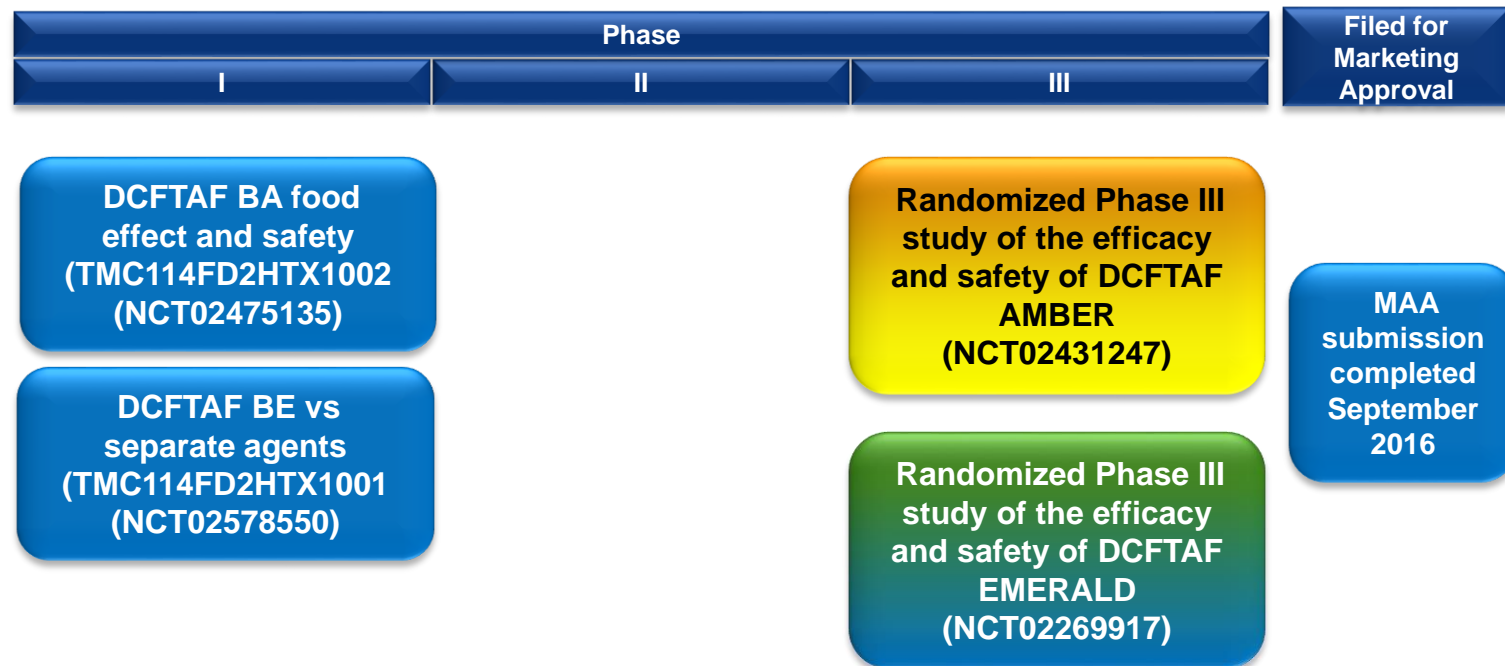 Phase
I
II
III
Filed for
Marketing
Approval
DCFTAF BA food
effect and safety
(TMC114FD2HTX1002
(NCT02475135)
DCFTAF BE vs
separate agents
(TMC114FD2HTX1001
(NCT02578550)
Randomized Phase III
study of the efficacy
and safety of DCFTAF
AMBER
(NCT02431247)
Randomized Phase III
study of the efficacy
and safety of DCFTAF
EMERALD
(NCT02269917)
MAA
submission
completed
September
2016